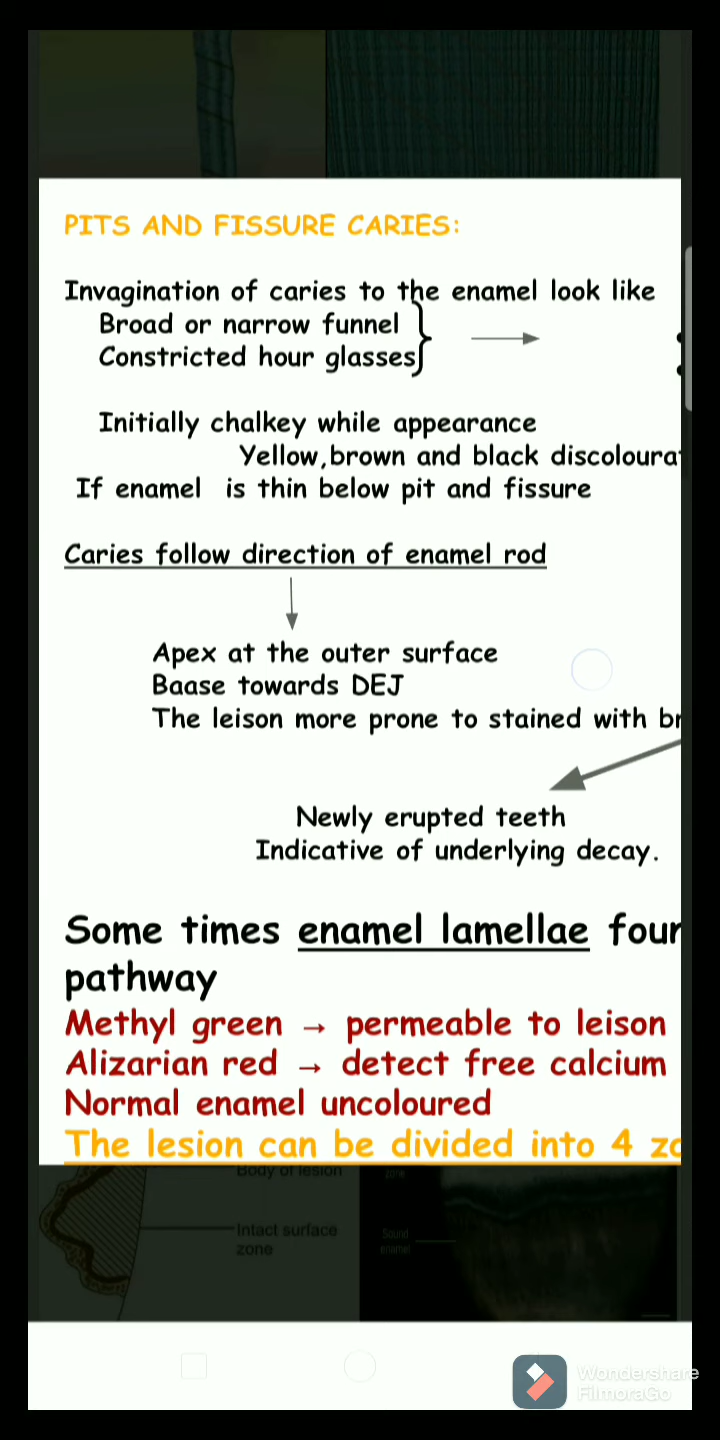 PITS AND FISSURE CARIES:
Invagination of caries to the enamel look like
Broad or narrow funnel
Constricted hour glasses
Initially chalkey while appearance
Yellow,brown and black
If enamel is thin below pit and fissure
Caries follow direction of enamel rod
Apex at the outer surface
Baase towards DEJ
The leison more prone to stained with
Newly erupted teeth
Indicative of underlying decay.
Some times enamel lamellae
pathway
Methyl green → permeable to leison
Alizarian red → detect free calcium
Normal enamel uncoloured
The lesion can be divided into 4
Body of lesion
zone
Intact surface
zone
Sound
enamel
Wondershare
FilmoraGo